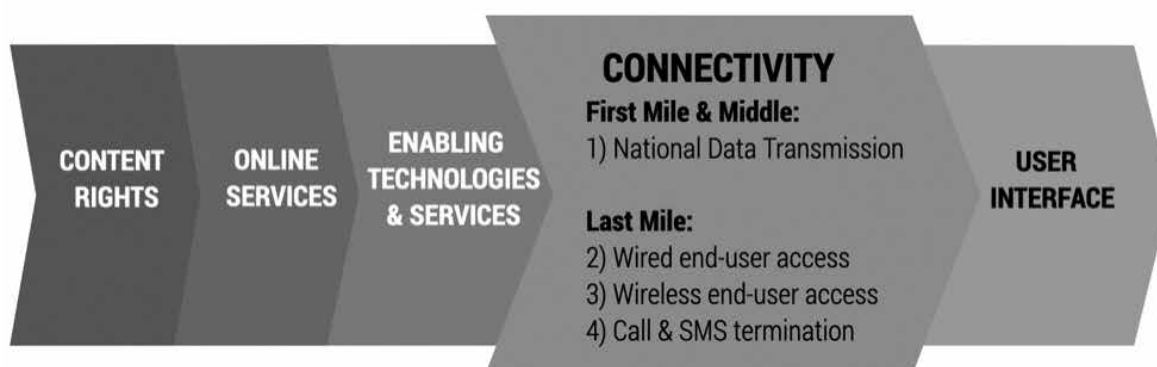 CONTENT
RIGHTS
ONLINE
SERVICES
ENABLING
TECHNOLOGIES
& SERVICES
CONNECTIVITY
First Mile & Middle:
1) National Data Transmission
Last Mile:
2) Wired end-user access
3) Wireless end-user access
4) Call & SMS termination
USER
INTERFACE